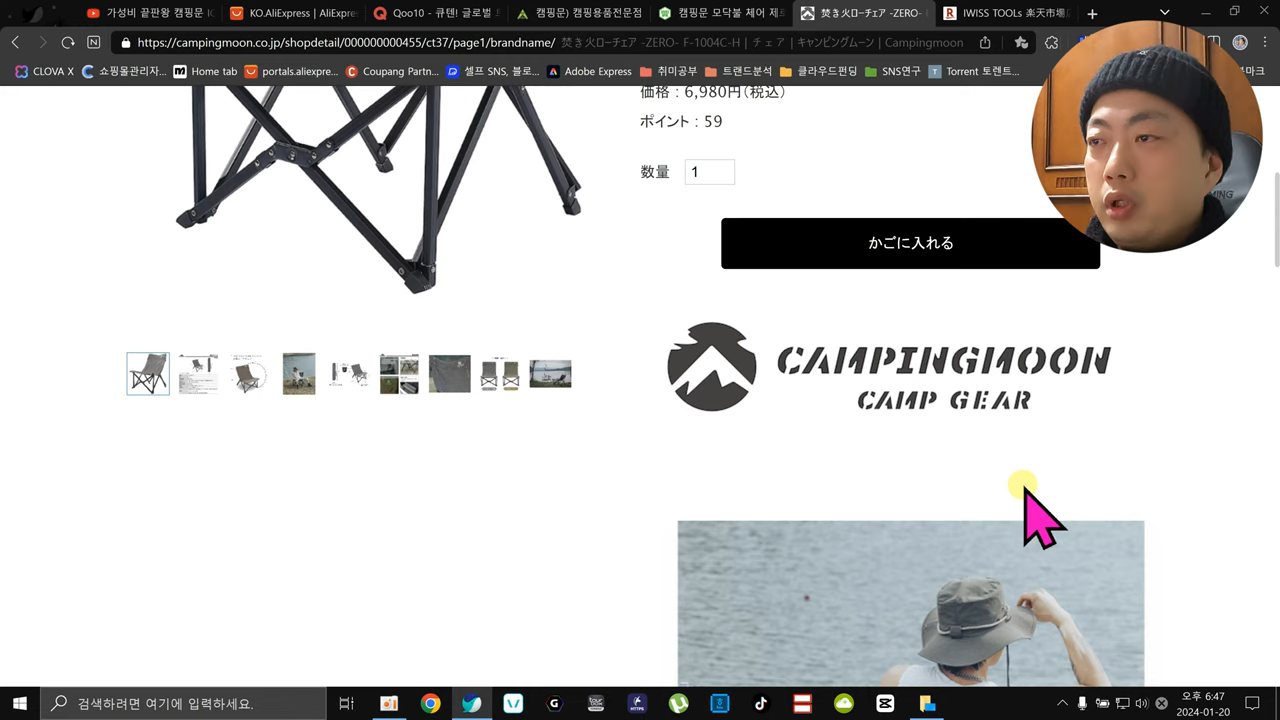 가성비 끝판왕 캠핑문
KO.AliExpress | AliExpre
Qoo10 - 큐텐! 글로벌
캠핑문) 캠핑용품전문점
캠핑문 모닥불 체어 제로
焚き火ローチェア -ZERO-
IWISS TOOLs 楽天市場
https://campingmoon.co.jp/shopdetail/000000000455/ct37/page1/brandname/
焚き火ローチェア -ZERO- F-1004C-H | チェア | キャンピングムーン | Campingmoon
CLOVA X
쇼핑몰관리자...
Home tab
portals.aliexpre...
Coupang Partn...
셀프 SNS, 블로...
Adobe Express
취미공부
트랜드분석
클라우드펀딩
SNS연구
Torrent 토렌트...
북마크
価格 : 6,980円(税込)
ポイント : 59
数量 1
かごに入れる
CAMPINGMOON
CAMP GEAR
검색하려면 여기에 입력하세요.
오후 6:47
2024-01-20